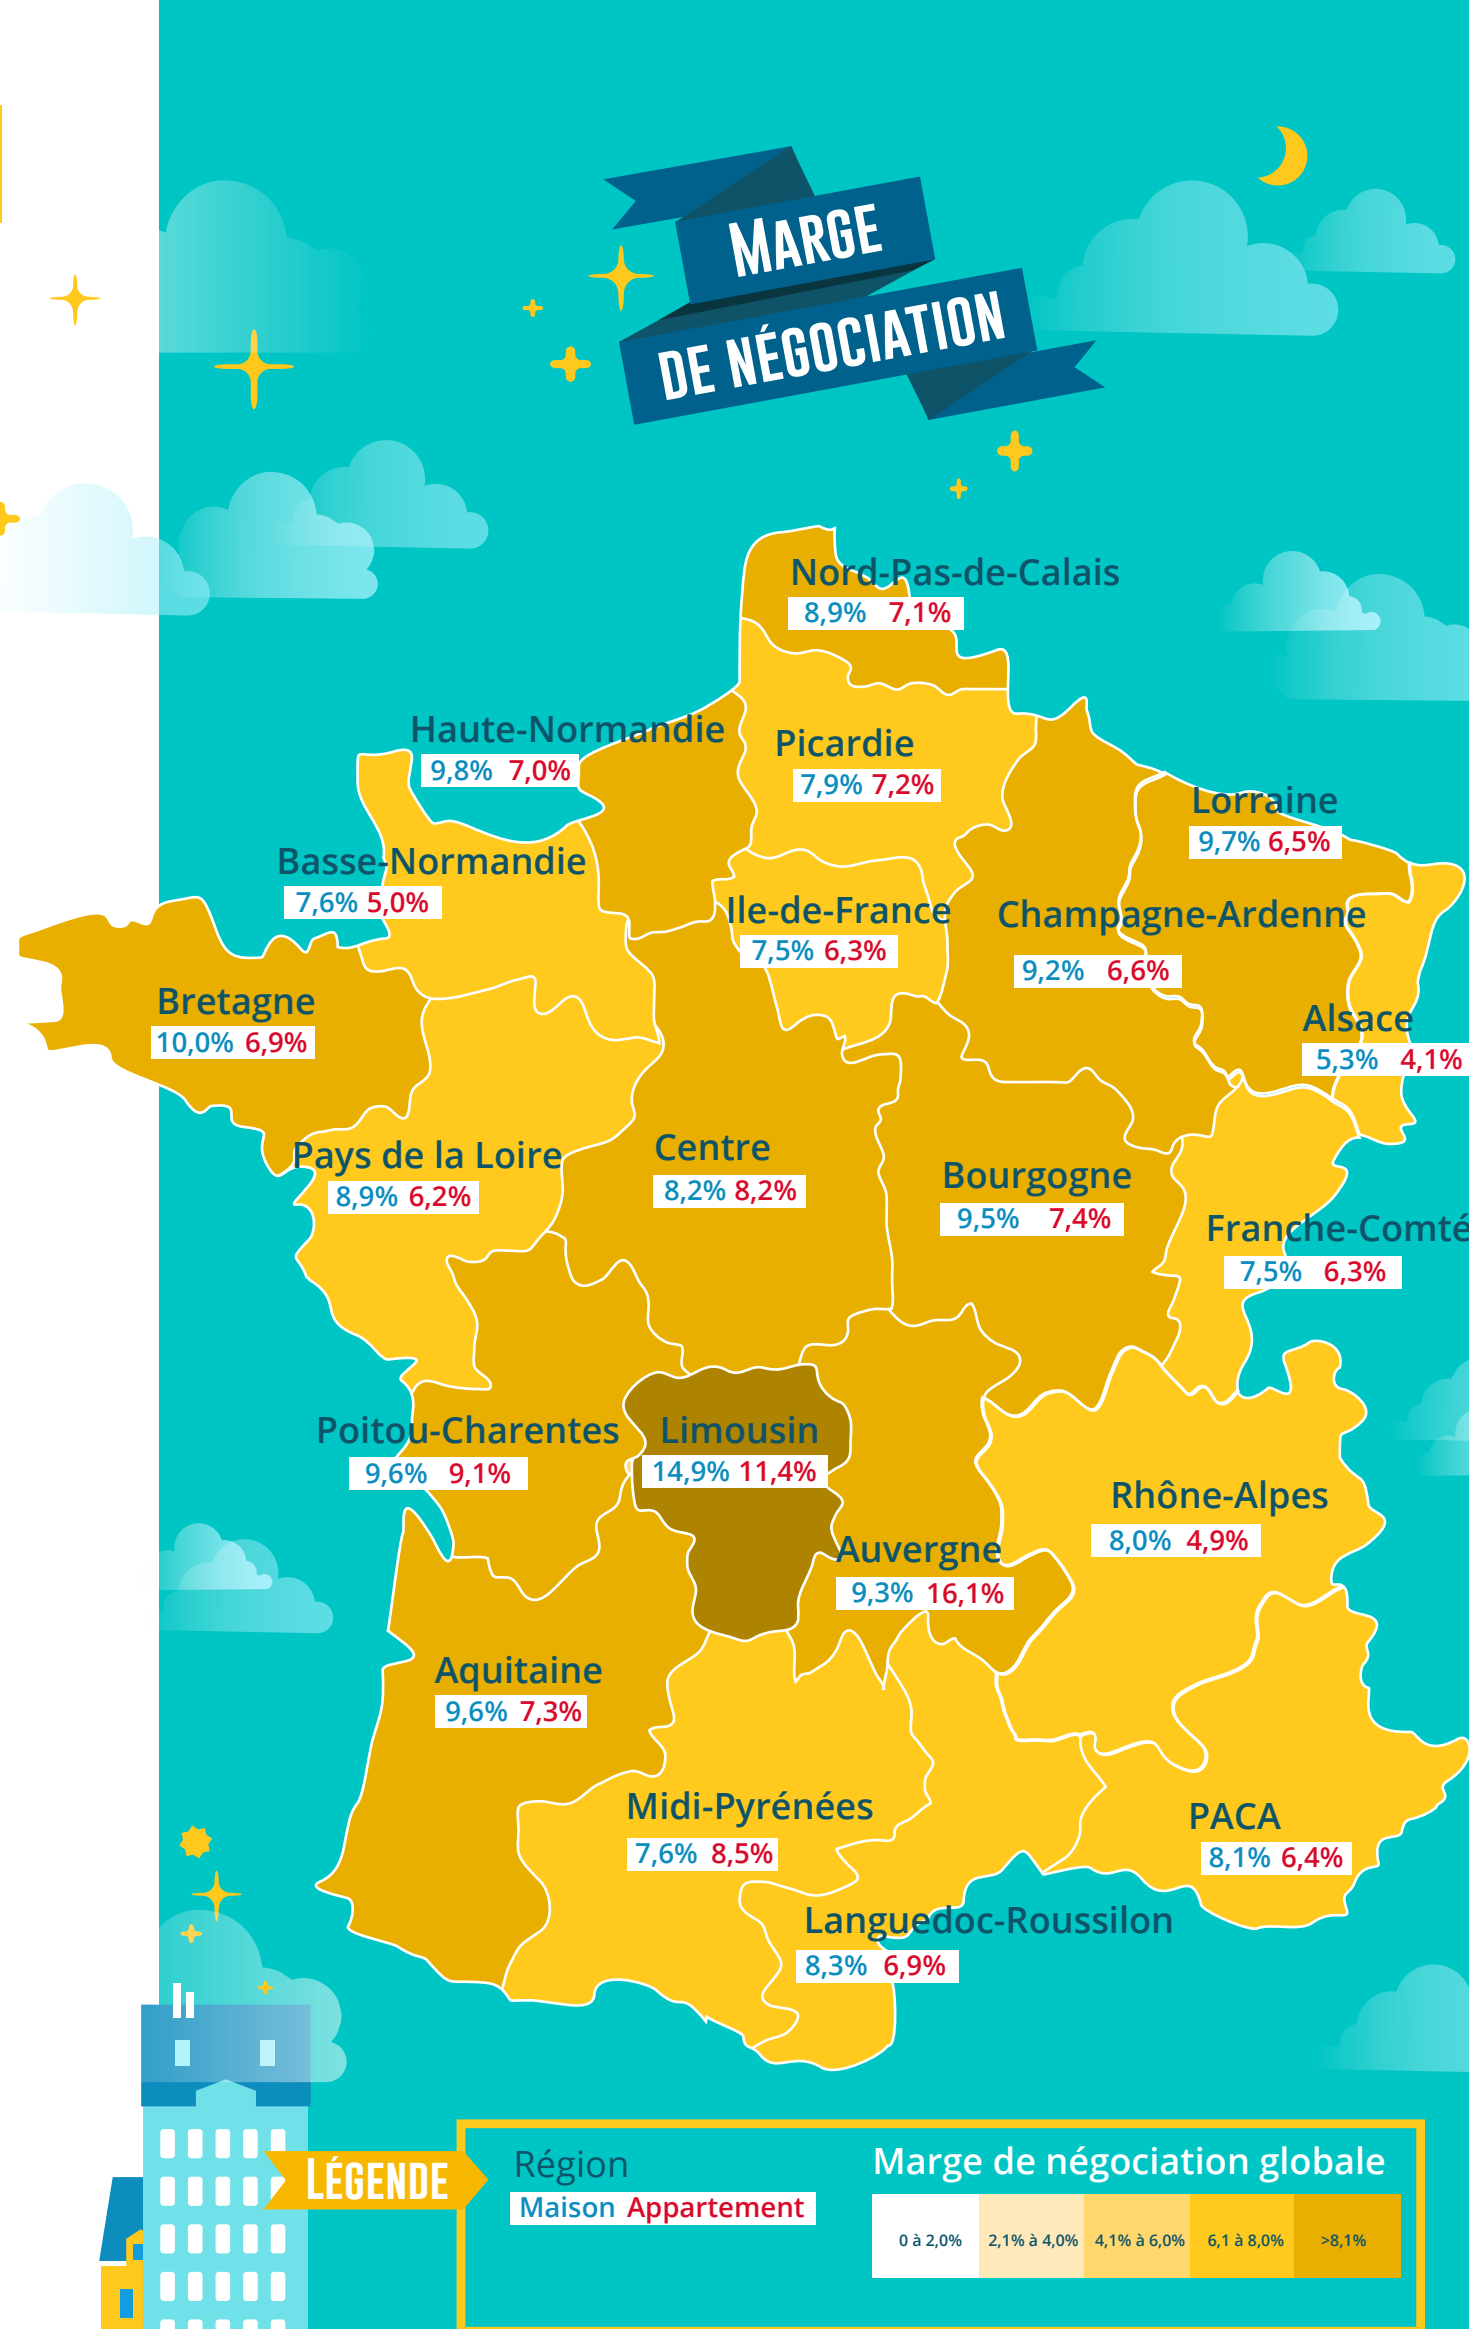 MARGE
DE NÉGOCIATION
Nord-Pas-de-Calais
8,9% 7,1%
Haute-Normandie
9,8% 7,0%
Picardie
7,9% 7,2%
Lorraine
9,7% 6,5%
Basse-Normandie
7,6% 5,0%
Ile-de-France
7,5% 6,3%
Champagne-Ardenne
9,2% 6,6%
Bretagne
10,0% 6,9%
Alsace
5,3% 4,1%
Pays de la Loire
8,9% 6,2%
Centre
8,2% 8,2%
Bourgogne
9,5% 7,4%
Franche-Comté
7,5% 6,3%
Poitou-Charentes
9,6% 9,1%
Limousin
14,9% 11,4%
Rhône-Alpes
8,0% 4,9%
Auvergne
9,3% 16,1%
Aquitaine
9,6% 7,3%
Midi-Pyrénées
7,6% 8,5%
PACA
8,1% 6,4%
Languedoc-Roussilon
8,3% 6,9%
LÉGENDE
Région
Maison Appartement
Marge de négociation globale
0 à 2,0% 2,1% à 4,0% 4,1% à 6,0% 6,1 à 8,0% >8,1%